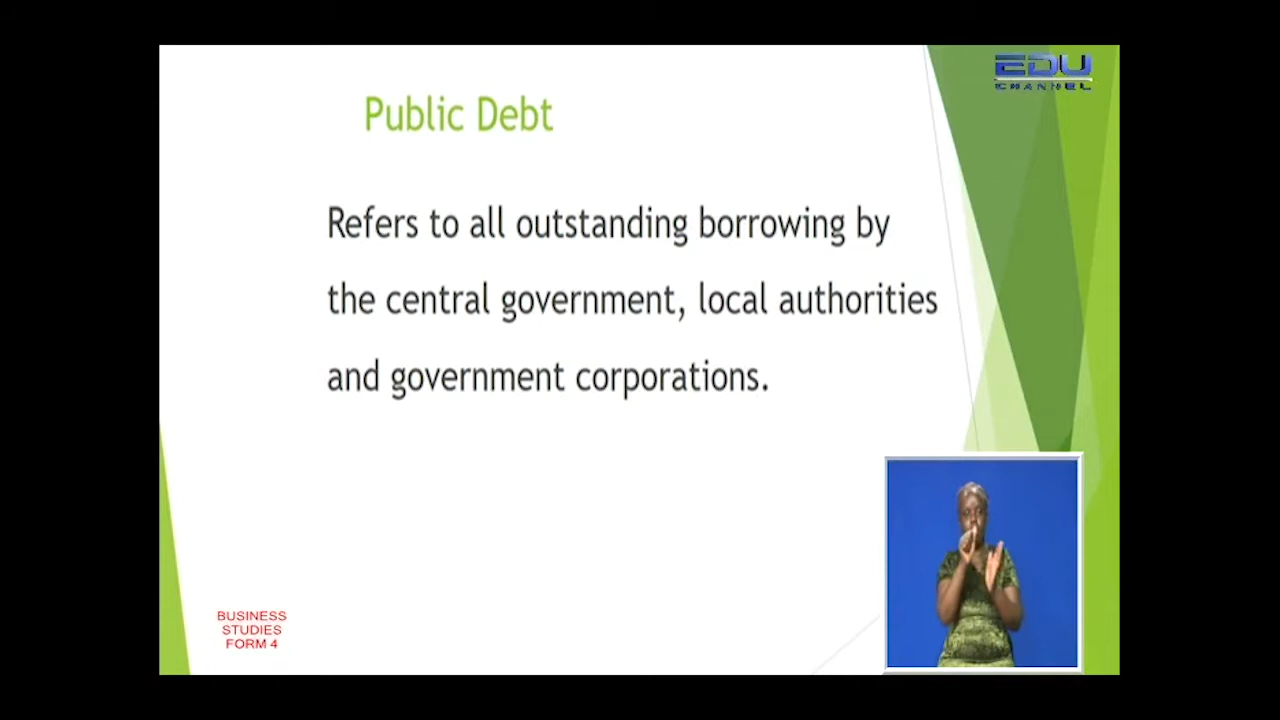 EDU
CHANNEL
Public Debt
Refers to all outstanding borrowing by
the central government, local authorities
and government corporations.
BUSINESS
STUDIES
FORM 4